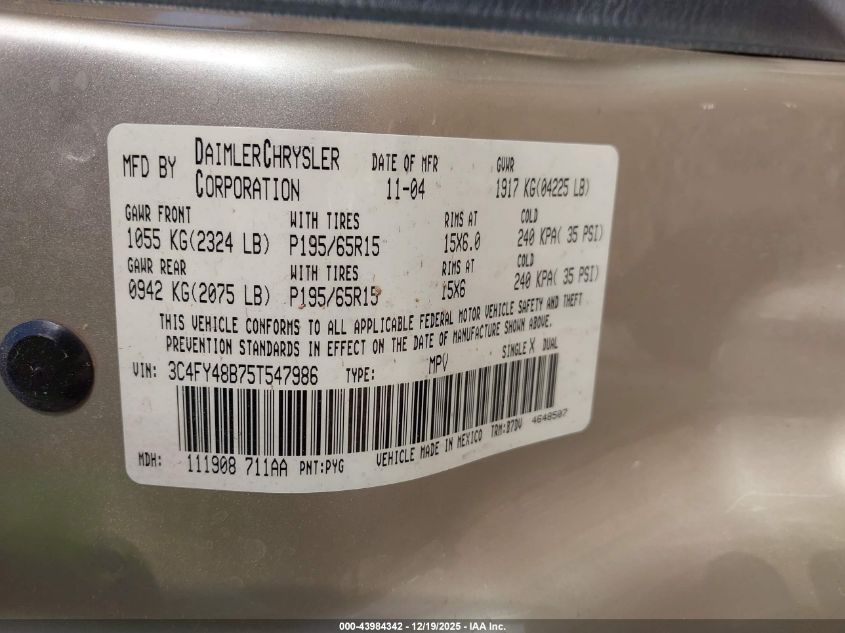 MFD BY DAIMLERCHRYSLER CORPORATION DATE OF MFR 11-04 GVWR 1917 KG(04225 LB)
GAWR FRONT WITH TIRES RIMS AT COLD
1055 KG(2324 LB) P195/65R15 15X6.0 240 KPA( 35 PSI)
GAWR REAR WITH TIRES RIMS AT COLD
0942 KG(2075 LB) P195/65R15 15X6 240 KPA( 35 PSI)
THIS VEHICLE CONFORMS TO ALL APPLICABLE FEDERAL MOTOR VEHICLE SAFETY AND THEFT
PREVENTION STANDARDS IN EFFECT ON THE DATE OF MANUFACTURE SHOWN ABOVE.
VIN: 3C4FY48B75T547986 TYPE: MPV SINGLE X DUAL
MDH: 111908 711AA PNT:PYG VEHICLE MADE IN MEXICO TRM:B7DV 4648507
000-43984342 - 12/19/2025 - IAA Inc.